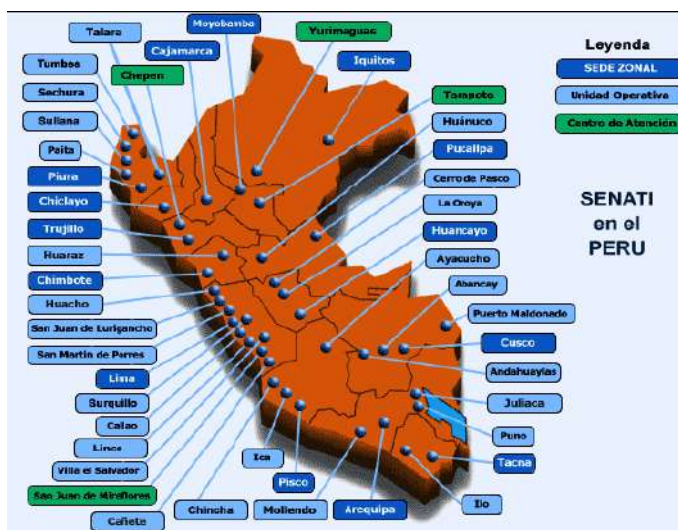 Talara
Moyobamba
Yurimaguas
Cajamarca
Iquitos
Tumbes
Chepen
Sechura
Tampoto
Sullana
Huánuco
Paita
Pucallpa
Piura
Cerro de Pasco
Chiclayo
La Oroya
Trujillo
Huancayo
Huaraz
Ayacucho
Chimbote
Abancay
Huacho
Puerto Maldonado
San Juan de Lurigancho
Cusco
San Martin de Porres
Andahuaylas
Lima
Juliaca
Surquillo
Puno
Callao
Tacna
Lince
Ica
Villa el Salvador
Pisco
Ilo
San Juan de Miraflores
Chincha
Mollendo
Arequipa
Cañete
Leyenda
SEDE ZONAL
Unidad Operativa
Centro de Atención
SENATI
en el
PERU